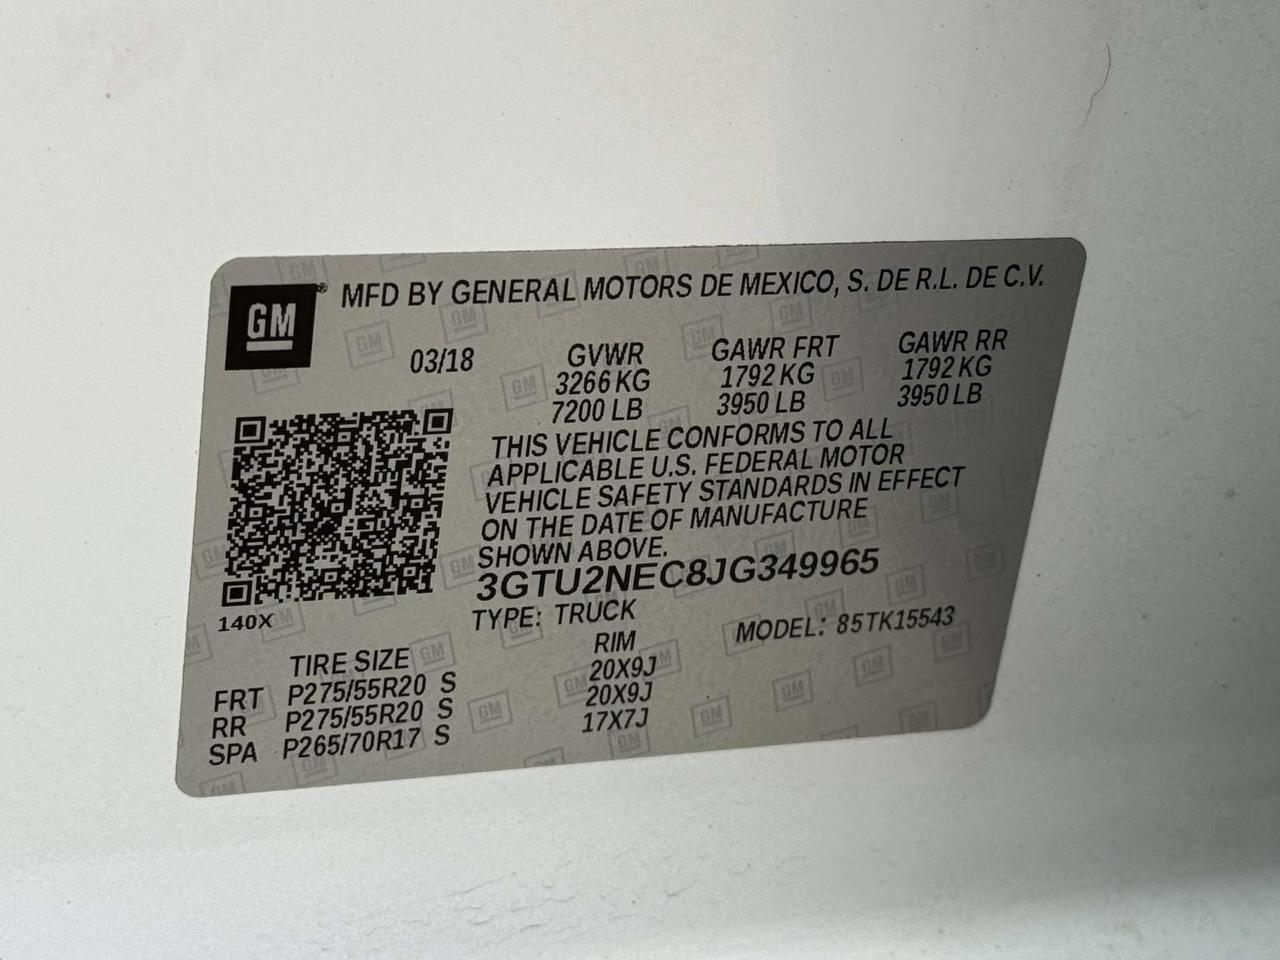 GM ® MFD BY GENERAL MOTORS DE MEXICO, S. DE R.L. DE C.V.
03/18 GVWR GAWR FRT GAWR RR
3266 KG 1792 KG 1792 KG
7200 LB 3950 LB 3950 LB
THIS VEHICLE CONFORMS TO ALL
APPLICABLE U.S. FEDERAL MOTOR
VEHICLE SAFETY STANDARDS IN EFFECT
ON THE DATE OF MANUFACTURE
SHOWN ABOVE.
3GTU2NEC8JG349965
140X TYPE: TRUCK MODEL: 85TK15543
TIRE SIZE RIM
FRT P275/55R20 S 20X9J
RR P275/55R20 S 20X9J
SPA P265/70R17 S 17X7J